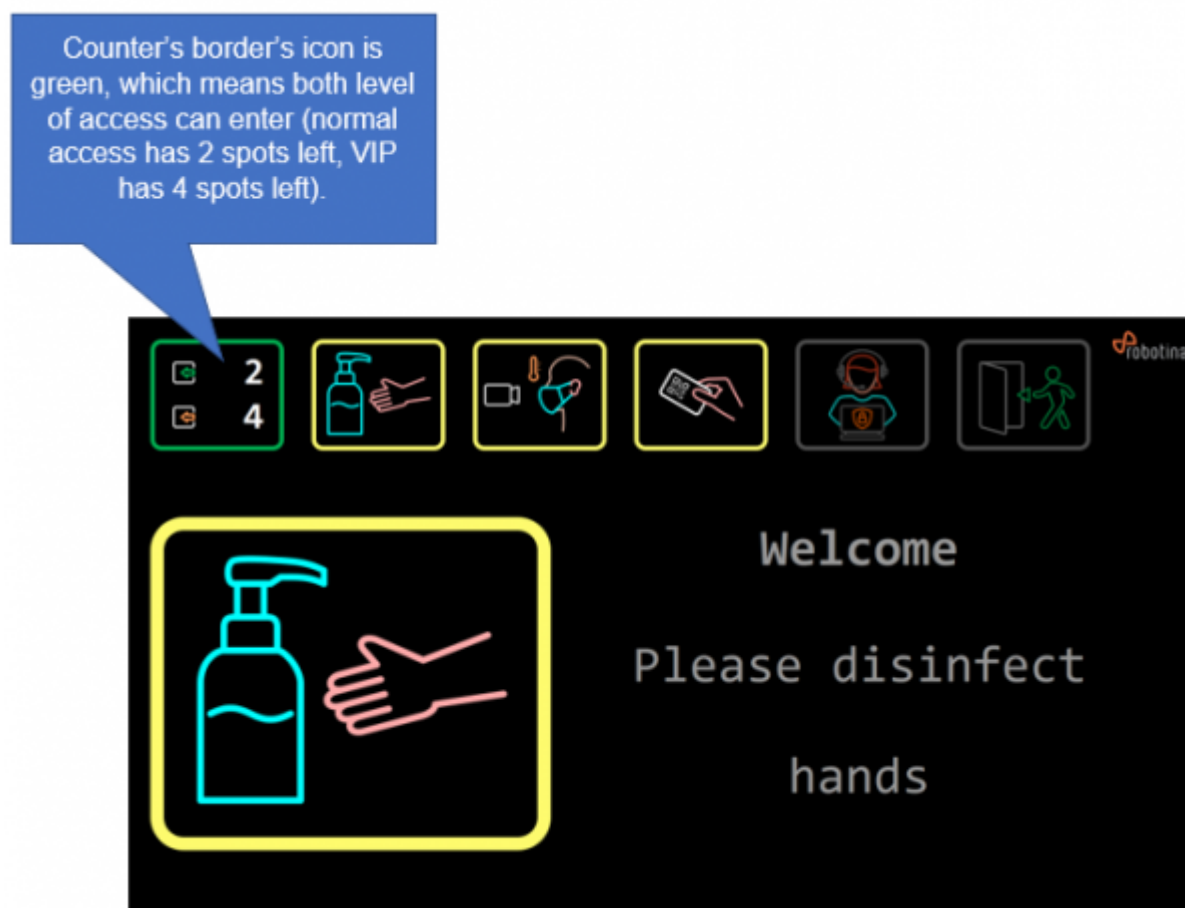 Counter's border's icon is
green, which means both level
of access can enter (normal
access has 2 spots left, VIP
has 4 spots left).
2
4
robotina
Welcome
Please disinfect
hands